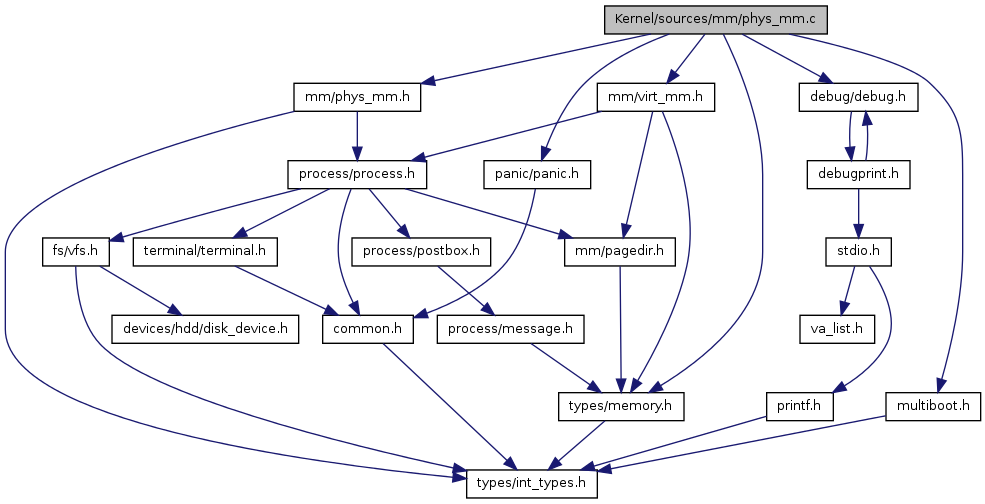 Kernel/sources/mm/phys_mm.c
mm/phys_mm.h
mm/virt_mm.h
debug/debug.h
process/process.h
panic/panic.h
debugprint.h
fs/vfs.h
terminal/terminal.h
process/postbox.h
mm/pagedir.h
stdio.h
devices/hdd/disk_device.h
common.h
process/message.h
va_list.h
types/memory.h
printf.h
multiboot.h
types/int_types.h